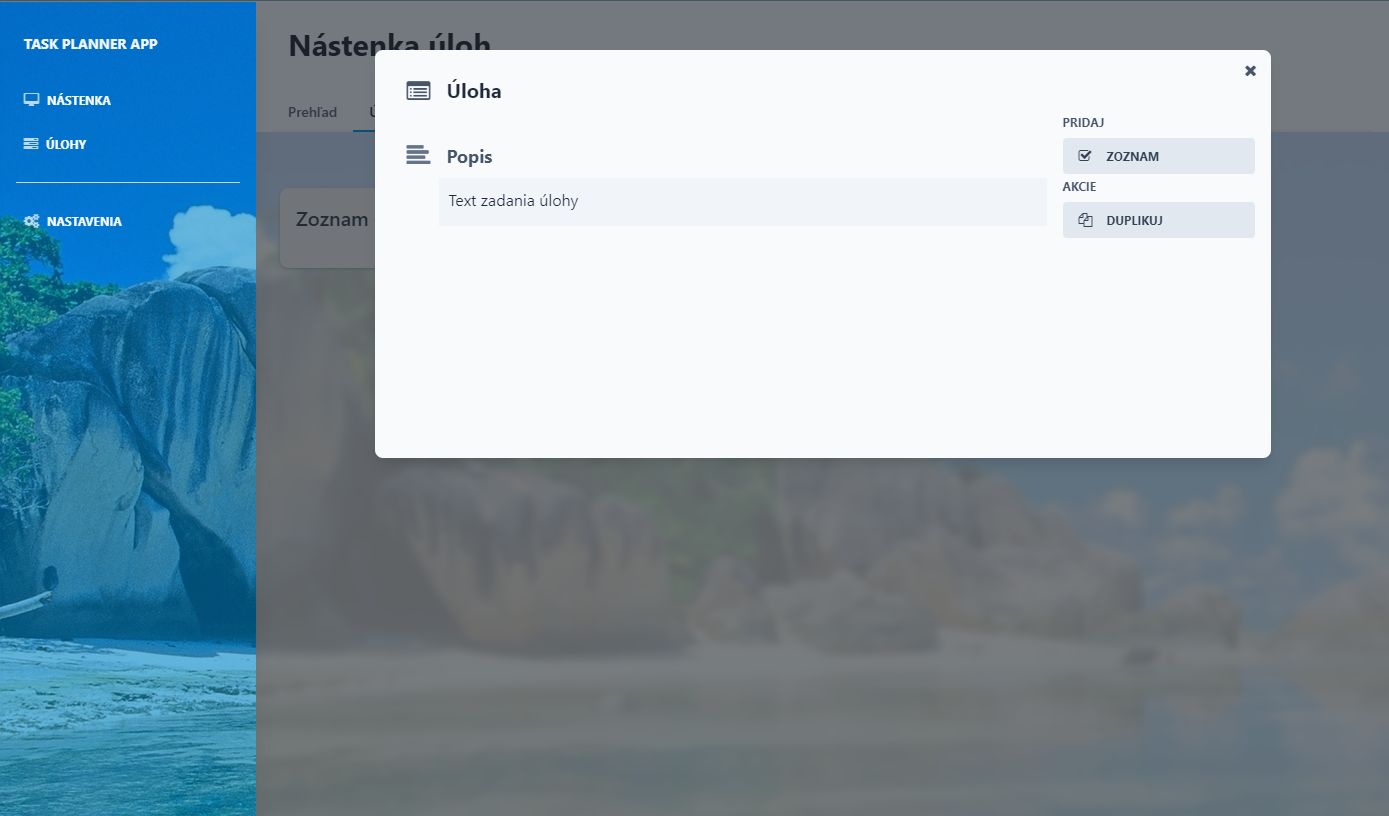 TASK PLANNER APP
NÁSTENKA
ÚLOHY
NASTAVENIA
Nástenka úloh
Prehľad
Zoznam
Úloha
Popis
Text zadania úlohy
PRIDAJ
ZOZNAM
AKCIE
DUPLIKUJ